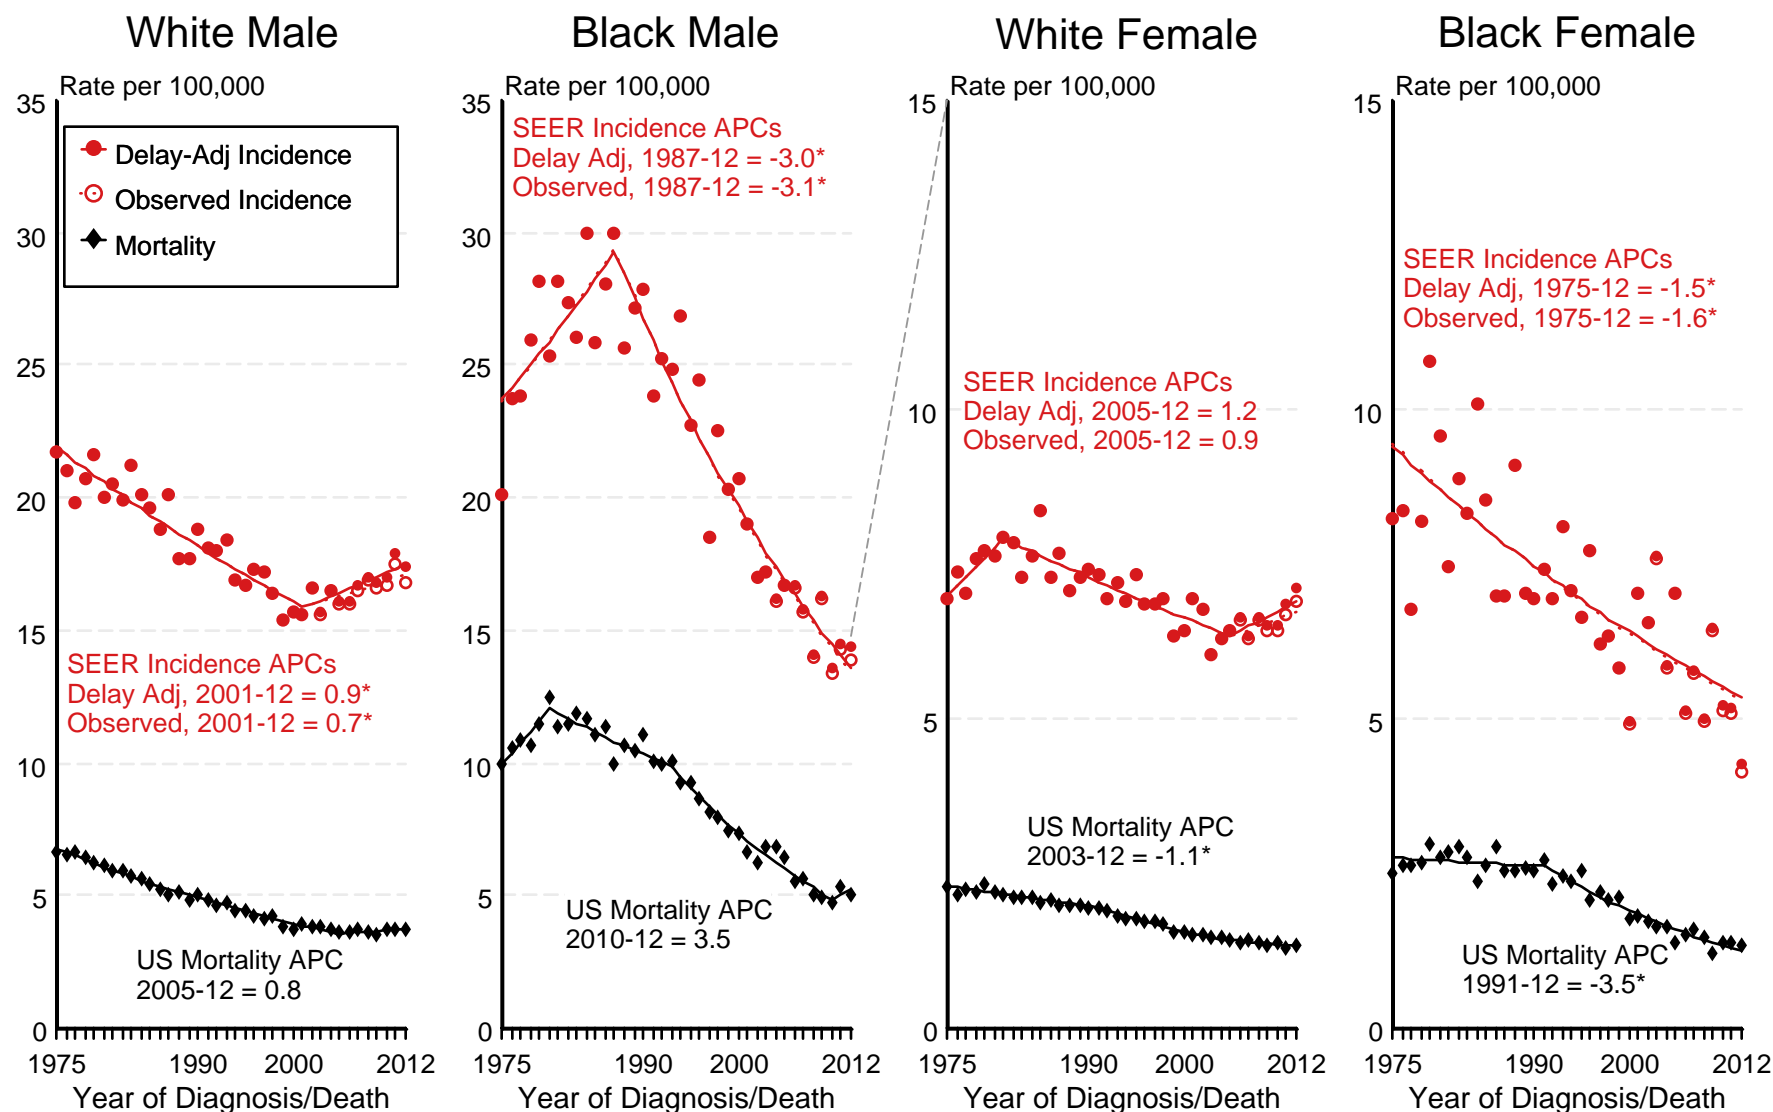 White Male
Rate per 100,000
35
30
25
20
15
10
5
0
Delay-Adj Incidence
Observed Incidence
Mortality
SEER Incidence APCs
Delay Adj, 2001-12 = 0.9*
Observed, 2001-12 = 0.7*
US Mortality APC
2005-12 = 0.8
1975
1990
2000
2012
Year of Diagnosis/Death
Black Male
Rate per 100,000
35
30
25
20
15
10
5
0
SEER Incidence APCs
Delay Adj, 1987-12 = -3.0*
Observed, 1987-12 = -3.1*
US Mortality APC
2010-12 = 3.5
1975
1990
2000
2012
Year of Diagnosis/Death
White Female
Rate per 100,000
15
10
5
0
SEER Incidence APCs
Delay Adj, 2005-12 = 1.2
Observed, 2005-12 = 0.9
US Mortality APC
2003-12 = -1.1*
1975
1990
2000
2012
Year of Diagnosis/Death
Black Female
Rate per 100,000
15
10
5
0
SEER Incidence APCs
Delay Adj, 1975-12 = -1.5*
Observed, 1975-12 = -1.6*
US Mortality APC
1991-12 = -3.5*
1975
1990
2000
2012
Year of Diagnosis/Death